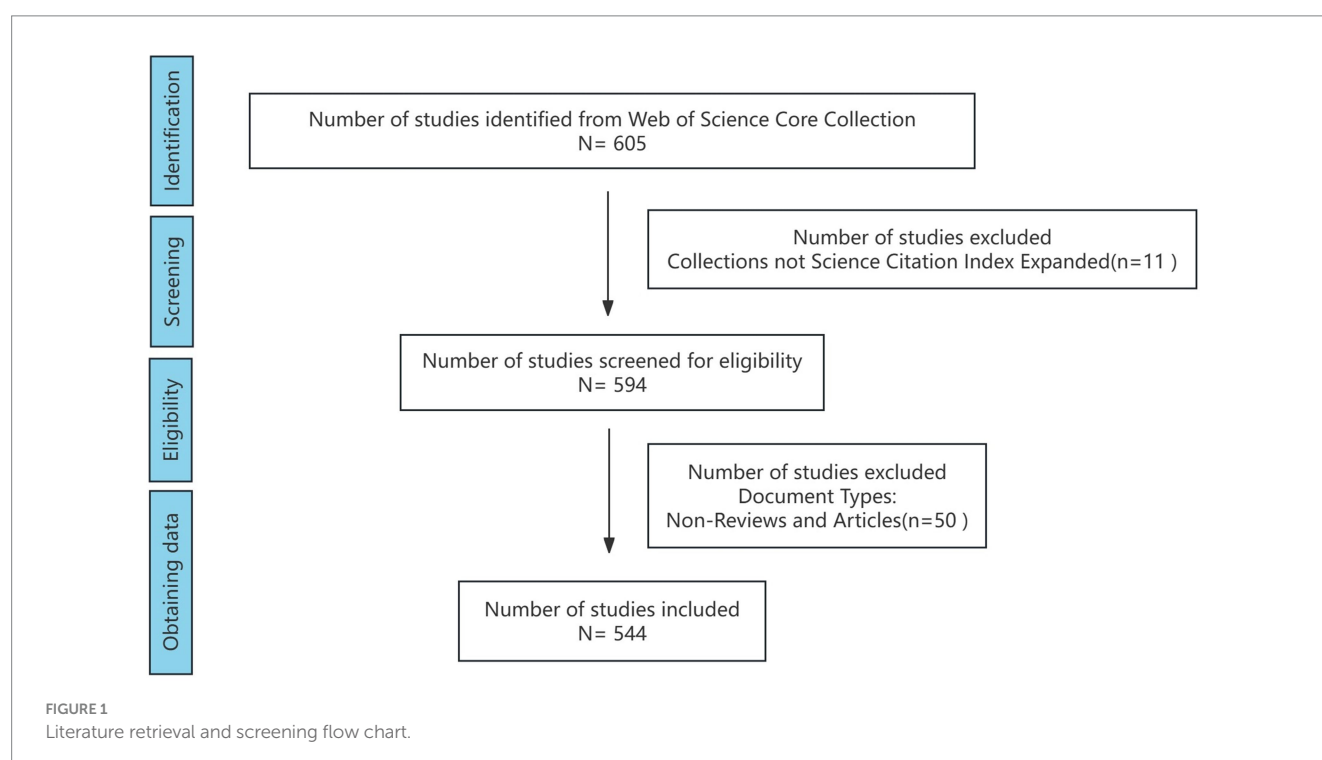 Identification
Number of studies identified from Web of Science Core Collection
N= 605
Screening
Number of studies excluded
Collections not Science Citation Index Expanded(n=11 )
Eligibility
Number of studies screened for eligibility
N= 594
Number of studies excluded
Document Types:
Non-Reviews and Articles(n=50 )
Obtaining data
Number of studies included
N= 544
FIGURE 1
Literature retrieval and screening flow chart.